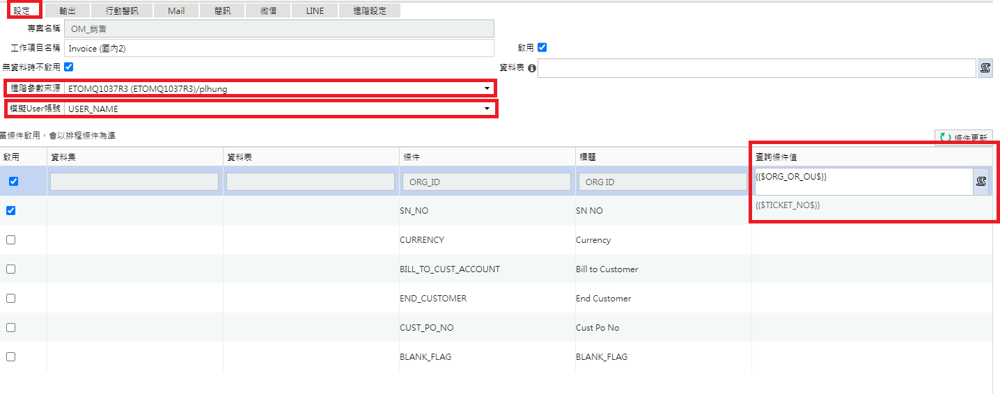 設定 輸出 行動警訊 Mail 簡訊 微信 LINE 進階設定
專案名稱 OM_銷售
工作項目名稱 Invoice (國內2) 啟用
無資料時不啟用 資料表
進階參數來源 ETOMQ1037R3 (ETOMQ1037R3)/plhung
模擬User帳號 USER_NAME
當條件啟用，會以排程條件為準
條件更新
啟用 資料集 資料表 條件 標題 查詢條件值
ORG_ID ORG ID {{$ORG_OR_OU$}}
SN_NO SN NO {{$TICKET_NO$}}
CURRENCY Currency
BILL_TO_CUST_ACCOUNT Bill to Customer
END_CUSTOMER End Customer
CUST_PO_NO Cust Po No
BLANK_FLAG BLANK_FLAG